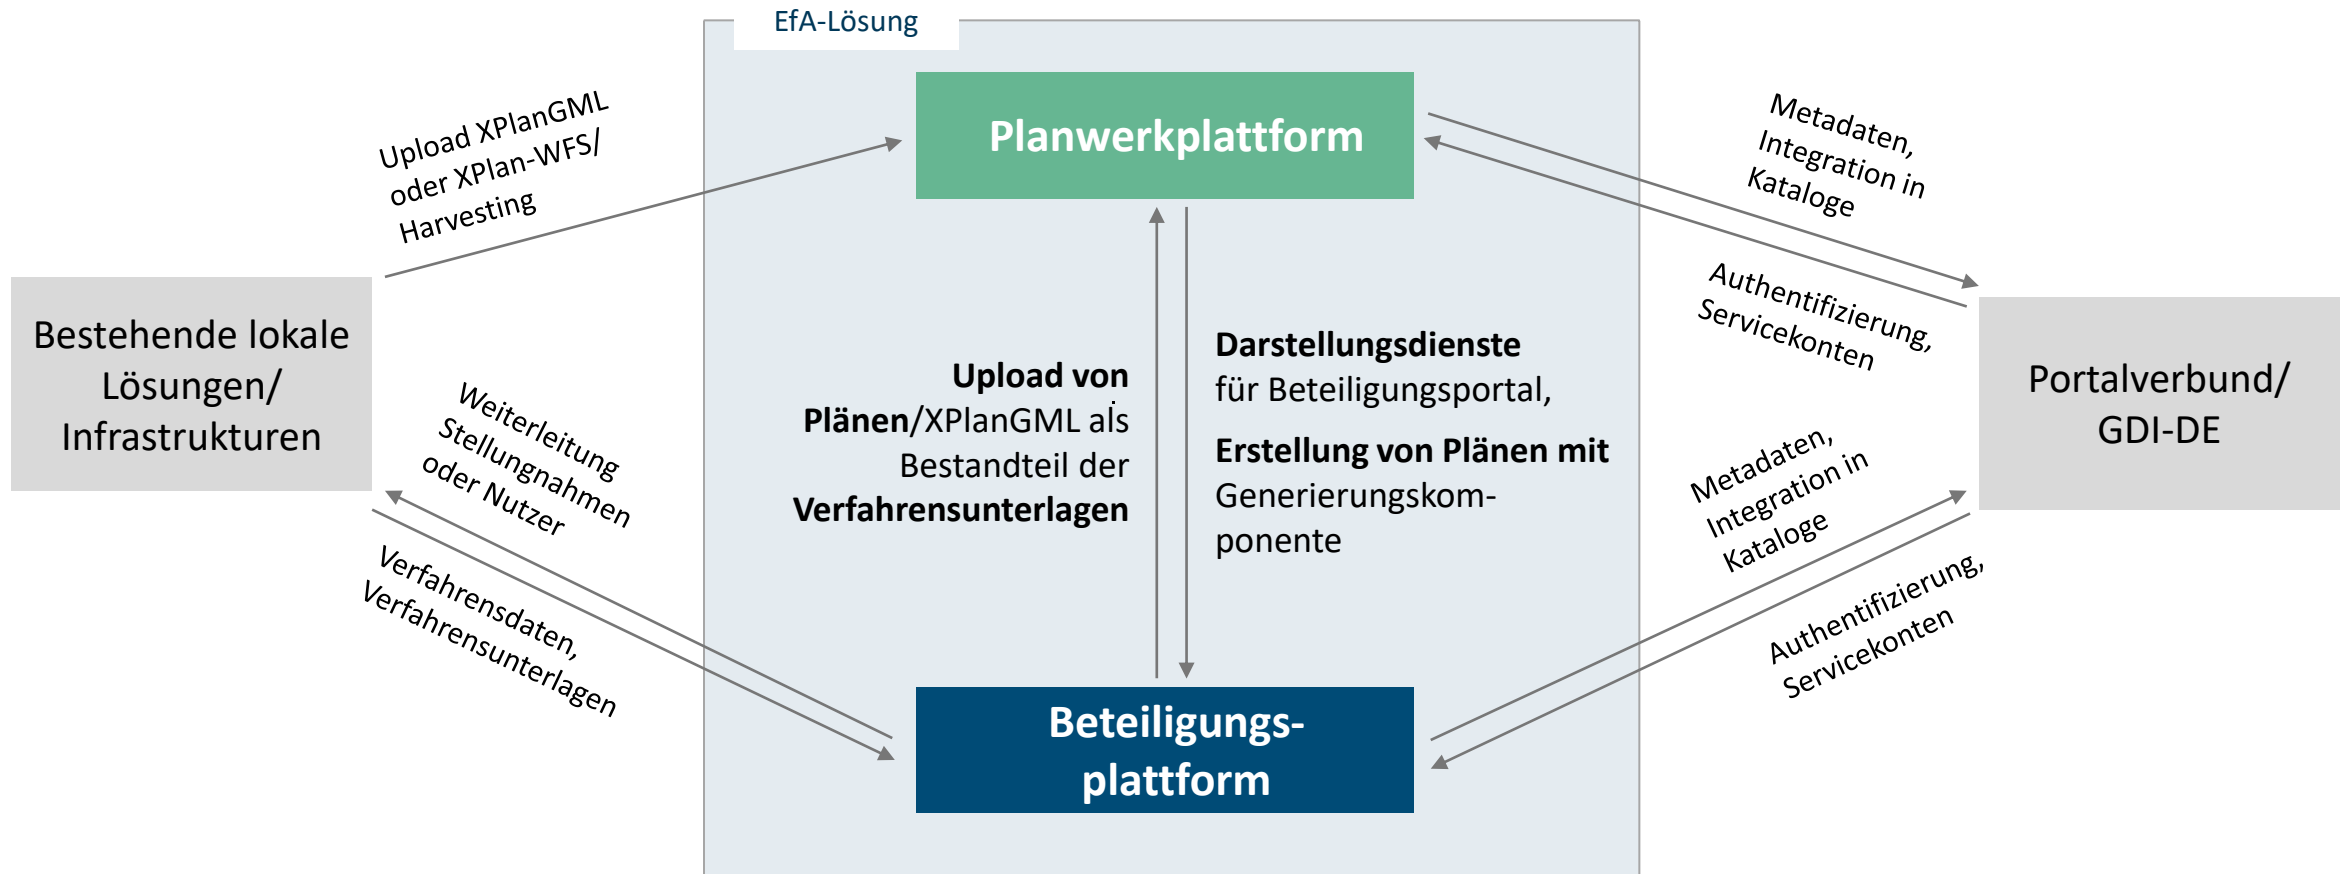 EfA-Lösung
Planwerkplattform
Upload XPlanGML
oder XPlan-WFS/
Harvesting
Metadaten,
Integration in
Kataloge
Authentifizierung,
Servicekonten
Bestehende lokale
Lösungen/
Infrastrukturen
Upload von
Plänen/XPlanGML als
Bestandteil der
Verfahrensunterlagen
Darstellungsdienste
für Beteiligungsportal,
Erstellung von Plänen mit
Generierungskom-
ponente
Portalverbund/
GDI-DE
Weiterleitung
Stellungnahmen
oder Nutzer
Verfahrensdaten,
Verfahrensunterlagen
Metadaten,
Integration in
Kataloge
Authentifizierung,
Servicekonten
Beteiligungs-
plattform